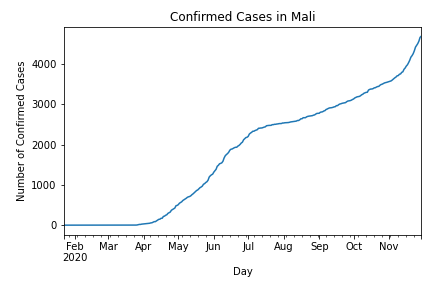 Confirmed Cases in Mali
Number of Confirmed Cases
4000
3000
2000
1000
0
Feb Mar Apr May Jun Jul Aug Sep Oct Nov
2020
Day